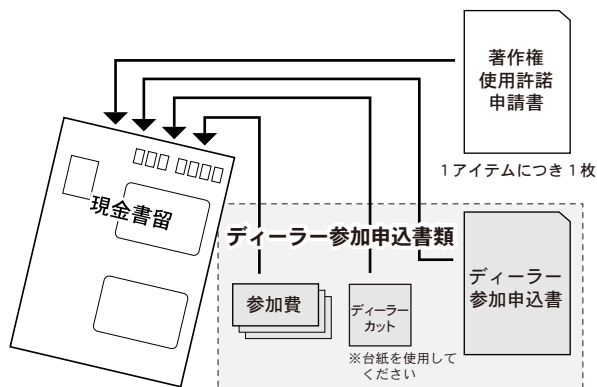 著作権
使用許諾
申請書
1アイテムにつき1枚
現金書留
ディーラー参加申込書類
参加費
ディーラー
カット
※台紙を使用して
ください
ディーラー
参加申込書